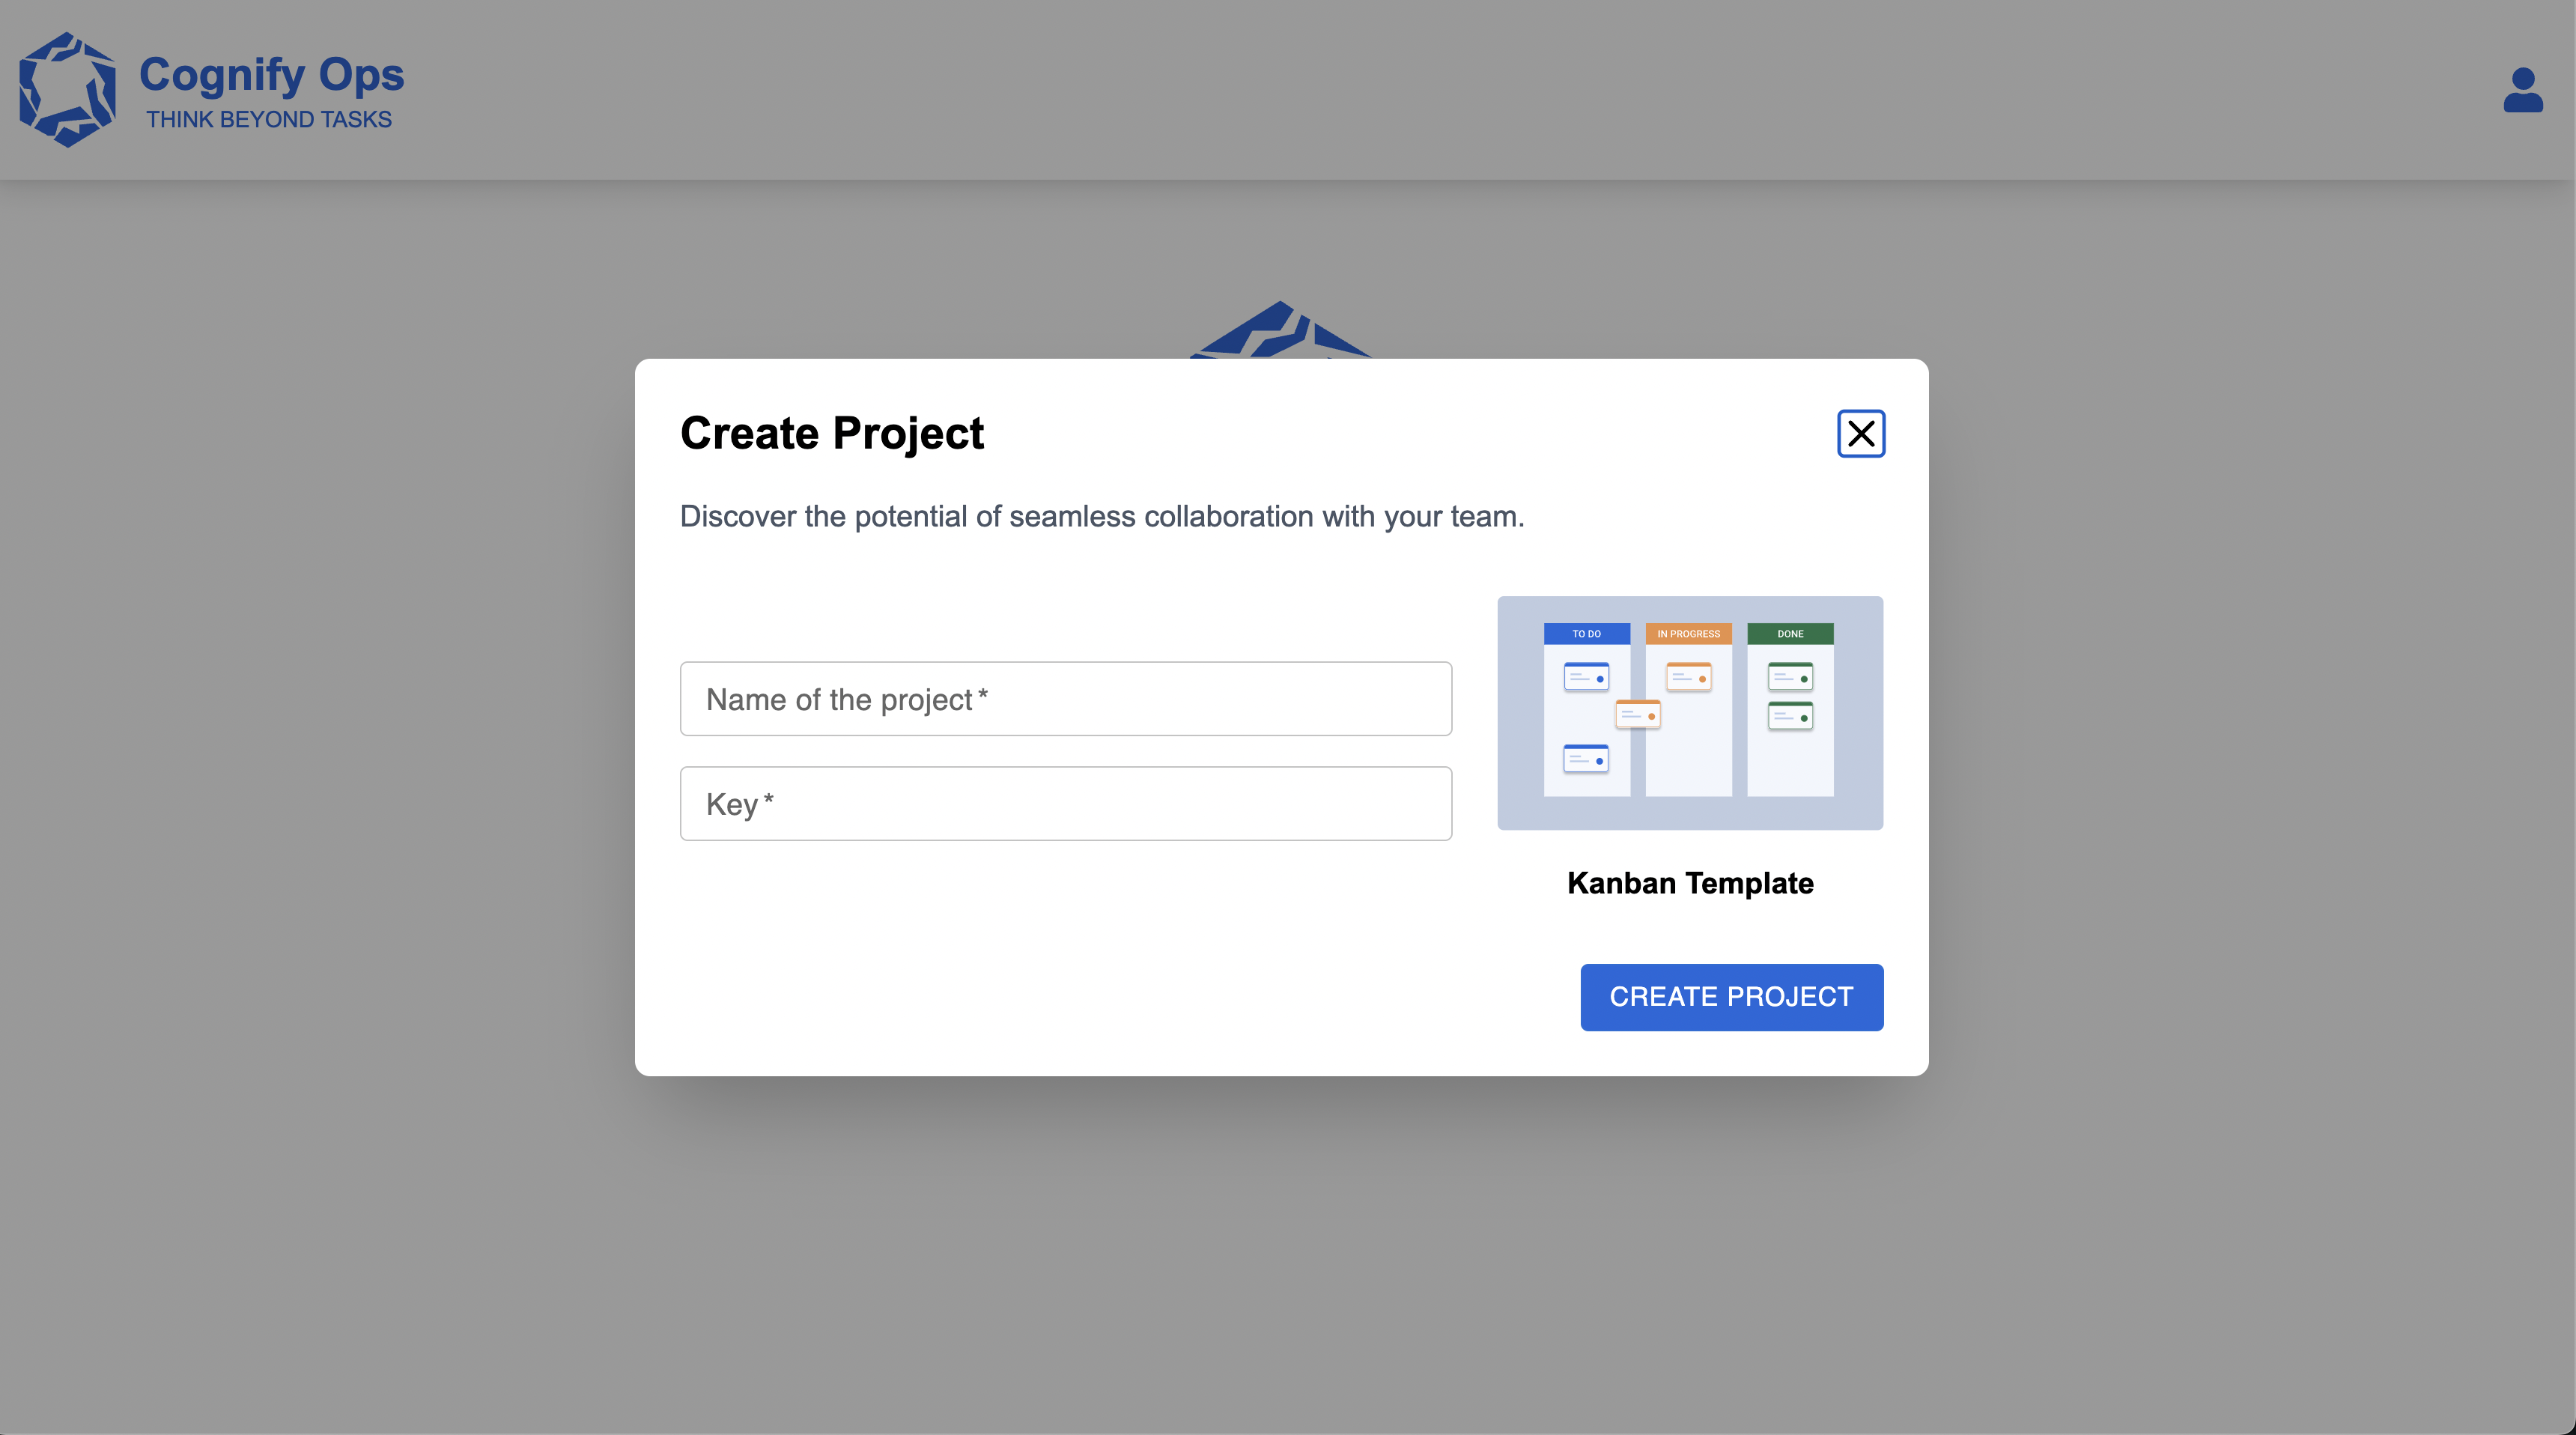 Cognify Ops
THINK BEYOND TASKS
Create Project
Discover the potential of seamless collaboration with your team.
Name of the project *
Key *
TO DO
IN PROGRESS
DONE
Kanban Template
CREATE PROJECT